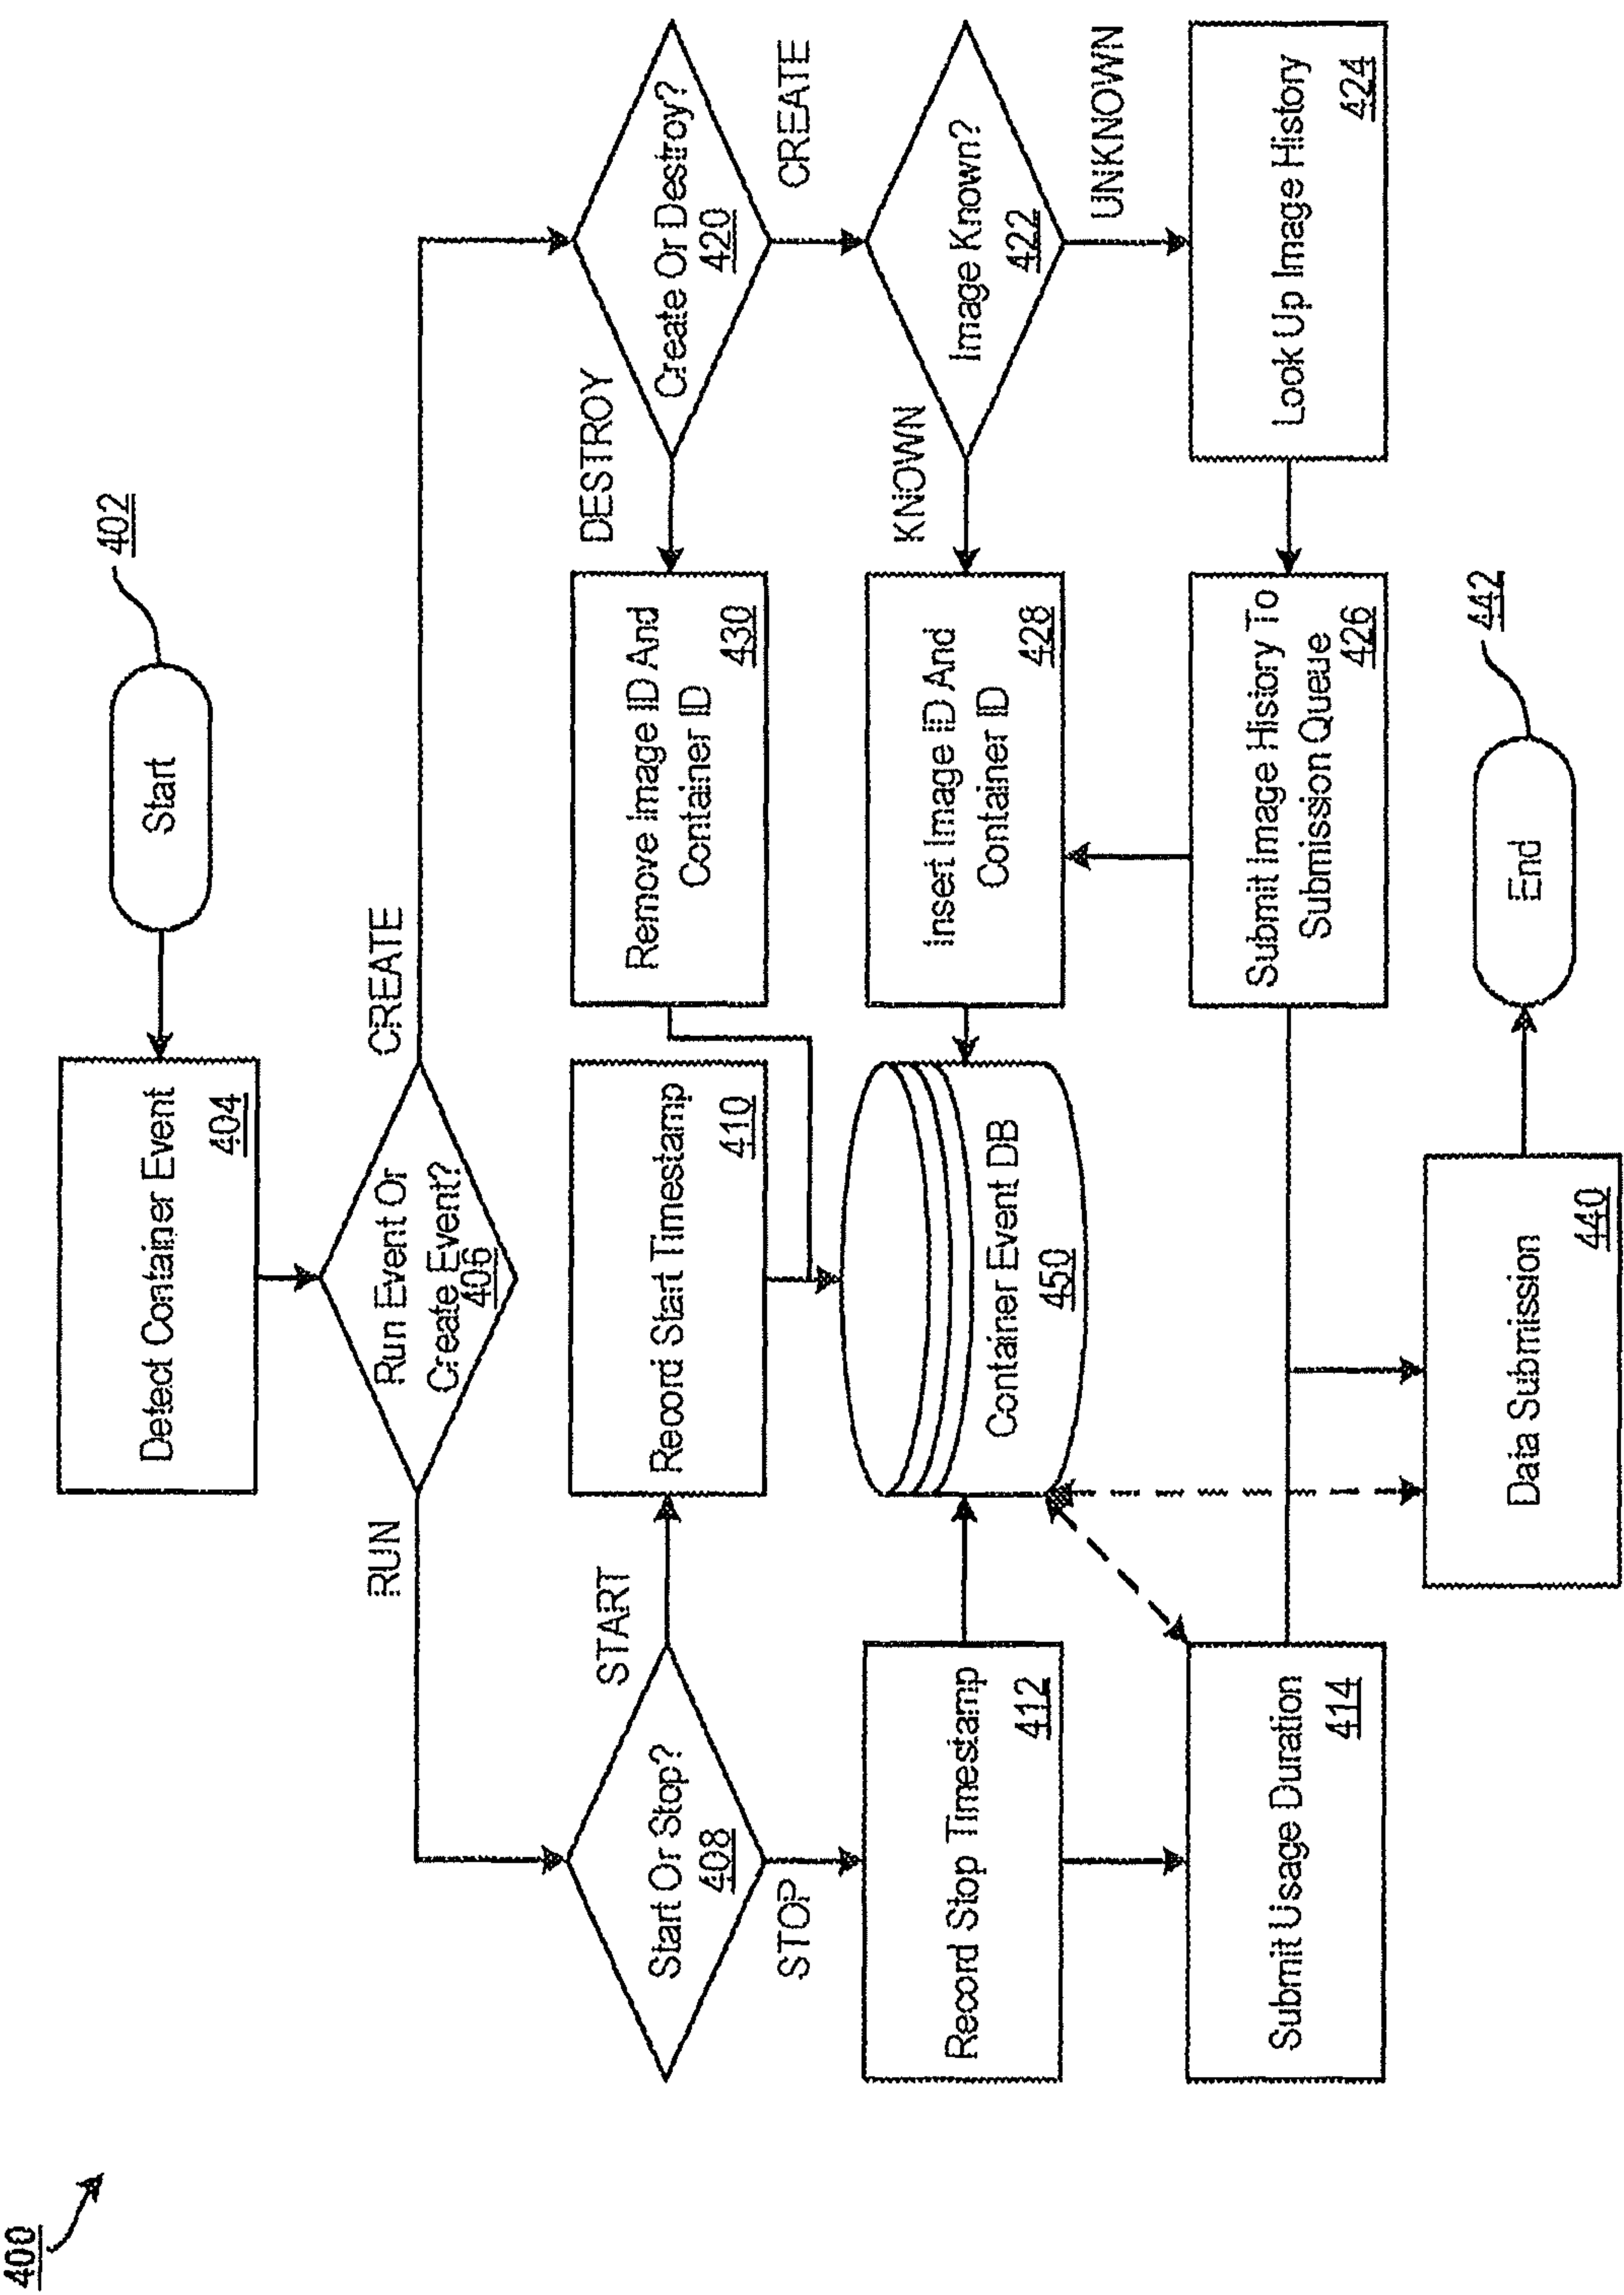 400
Start
402
Detect Container Event
404
Run Event Or
Create Event?
406
RUN
CREATE
Start Or Stop?
408
START
STOP
Record Start Timestamp
410
DESTROY
Create Or Destroy?
420
CREATE
Remove Image ID And
Container ID
430
Record Stop Timestamp
412
Container Event DB
450
Insert Image ID And
Container ID
428
KNOWN
Image Known?
422
UNKNOWN
Submit Usage Duration
414
Submit Image History To
Submission Queue
426
Look Up Image History
424
Data Submission
440
End
442